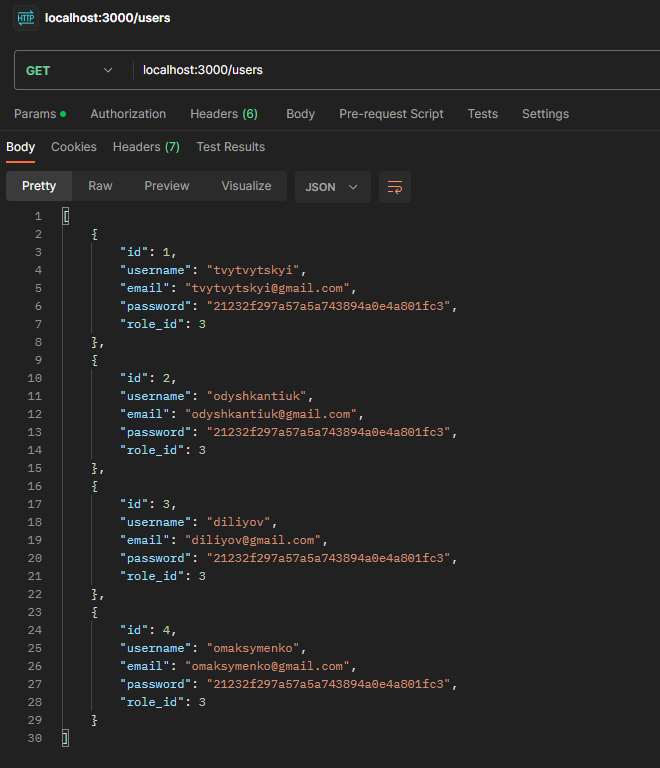 HTTP localhost:3000/users
GET localhost:3000/users
Params Authorization Headers (6) Body Pre-request Script Tests Settings
Body Cookies Headers (7) Test Results
Pretty Raw Preview Visualize JSON
1 [
2 {
3 "id": 1,
4 "username": "tvytvytskyi",
5 "email": "tvytvytskyi@gmail.com",
6 "password": "21232f297a57a5a743894a0e4a801fc3",
7 "role_id": 3
8 },
9 {
10 "id": 2,
11 "username": "odyshkantiuk",
12 "email": "odyshkantiuk@gmail.com",
13 "password": "21232f297a57a5a743894a0e4a801fc3",
14 "role_id": 3
15 },
16 {
17 "id": 3,
18 "username": "diliyov",
19 "email": "diliyov@gmail.com",
20 "password": "21232f297a57a5a743894a0e4a801fc3",
21 "role_id": 3
22 },
23 {
24 "id": 4,
25 "username": "omaksymenko",
26 "email": "omaksymenko@gmail.com",
27 "password": "21232f297a57a5a743894a0e4a801fc3",
28 "role_id": 3
29 }
30 ]